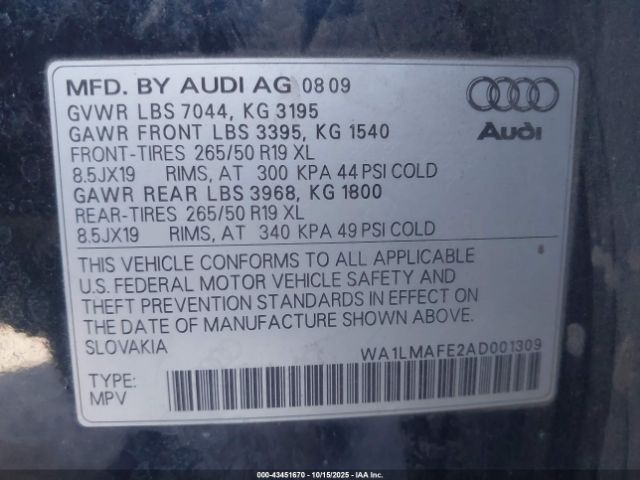 MFD. BY AUDI AG 08 09
GVWR LBS 7044, KG 3195
GAWR FRONT LBS 3395, KG 1540
FRONT-TIRES 265/50 R19 XL
8.5JX19 RIMS, AT 300 KPA 44 PSI COLD
GAWR REAR LBS 3968, KG 1800
REAR-TIRES 265/50 R19 XL
8.5JX19 RIMS, AT 340 KPA 49 PSI COLD
Audi
THIS VEHICLE CONFORMS TO ALL APPLICABLE
U.S. FEDERAL MOTOR VEHICLE SAFETY AND
THEFT PREVENTION STANDARDS IN EFFECT ON
THE DATE OF MANUFACTURE SHOWN ABOVE.
SLOVAKIA
WA1LMAFE2AD001309
TYPE:
MPV
000-43451670 - 10/15/2025 - IAA Inc.